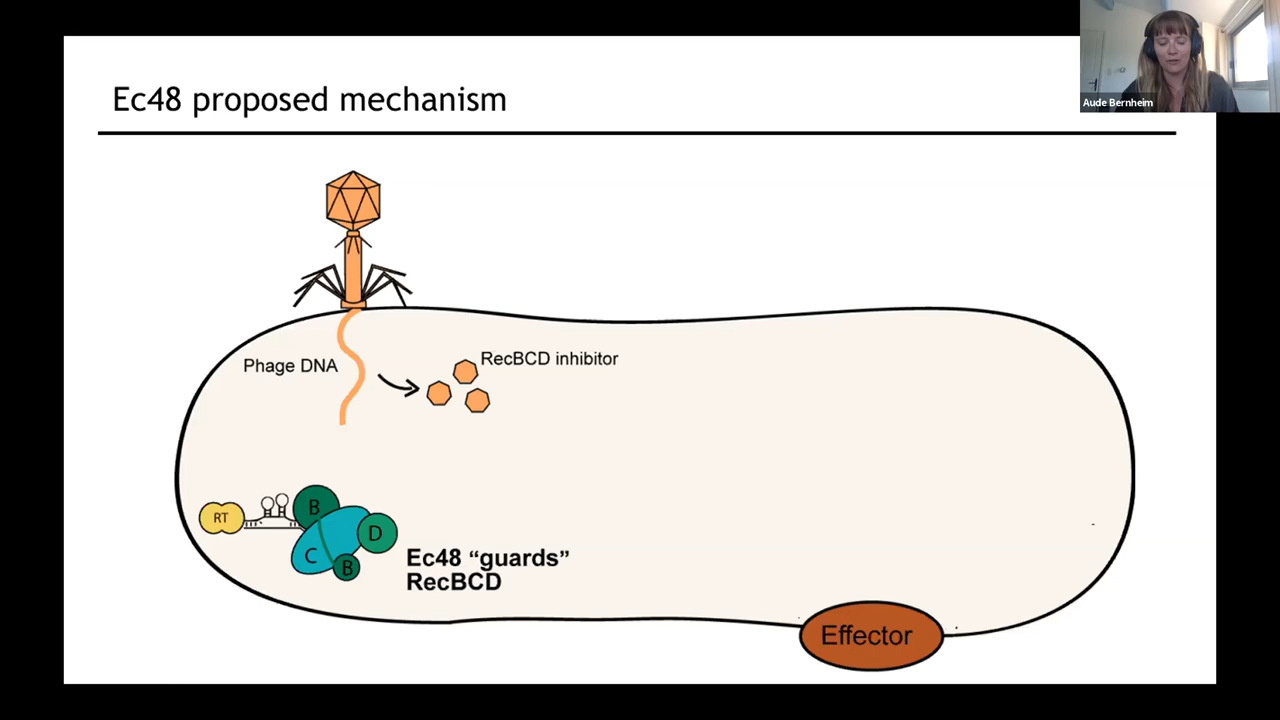 Ec48 proposed mechanism
Aude Bernheim
Phage DNA
RecBCD inhibitor
RT
B
C
D
B
Ec48 “guards”
RecBCD
Effector